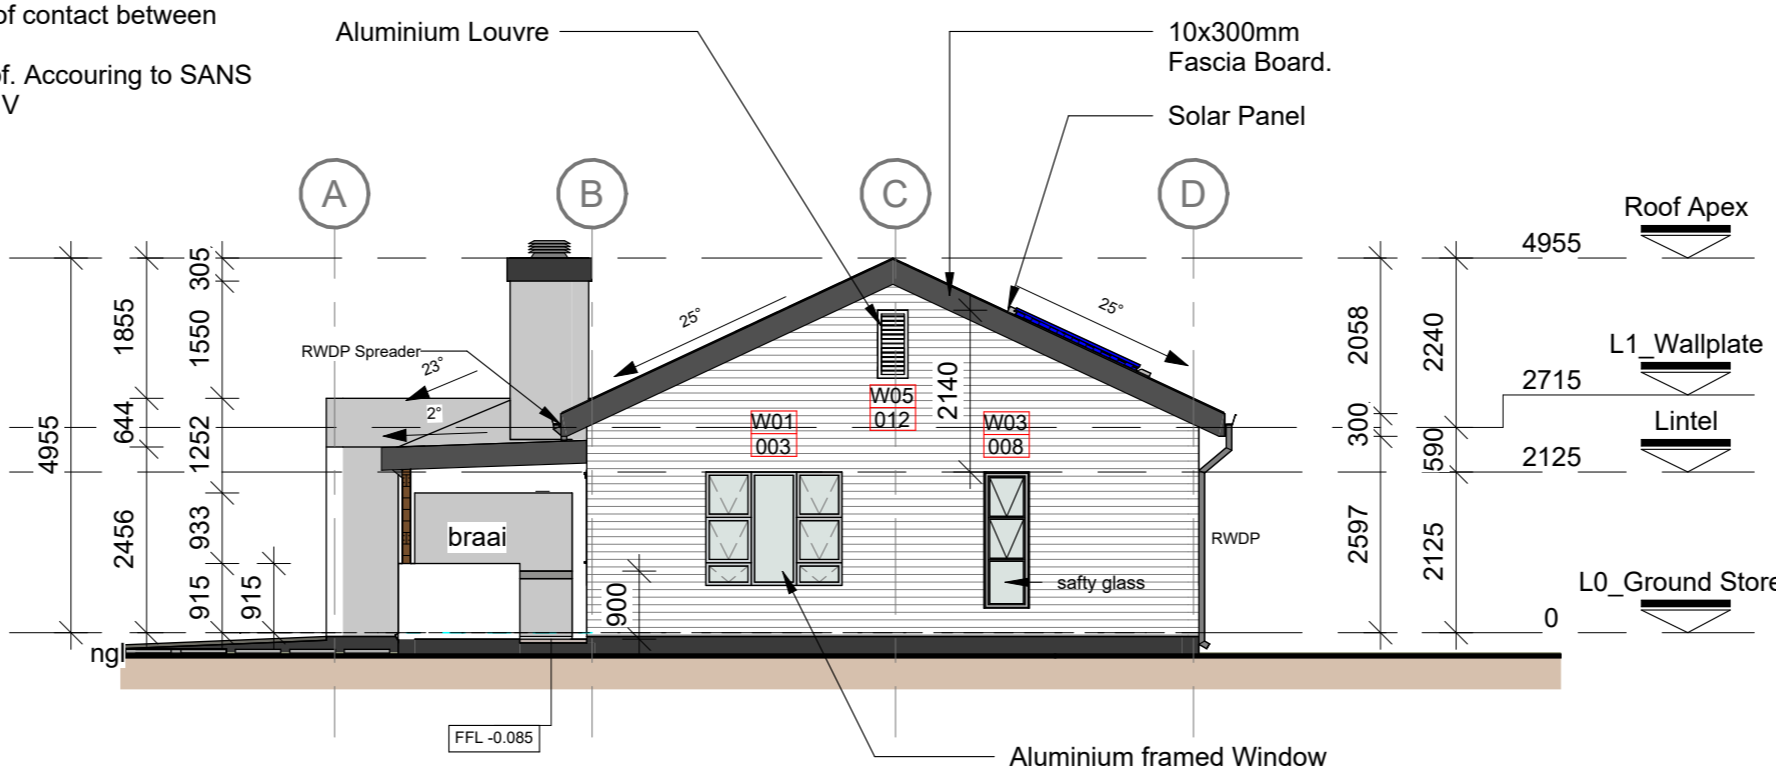 of contact between
of. Accouring to SANS
V
Aluminium Louvre
10x300mm
Fascia Board.
Solar Panel
A
B
C
D
Roof Apex
4955
L1_Wallplate
2715
Lintel
2125
L0_Ground Store
0
4955
1855
644
2456
305
1550
1252
933
915
915
RWDP Spreader
23°
2°
25°
25°
2140
W05
012
W01
003
W03
008
braai
900
safty glass
RWDP
2058
300
2597
2240
590
2125
ngl
FFL -0.085
Aluminium framed Window